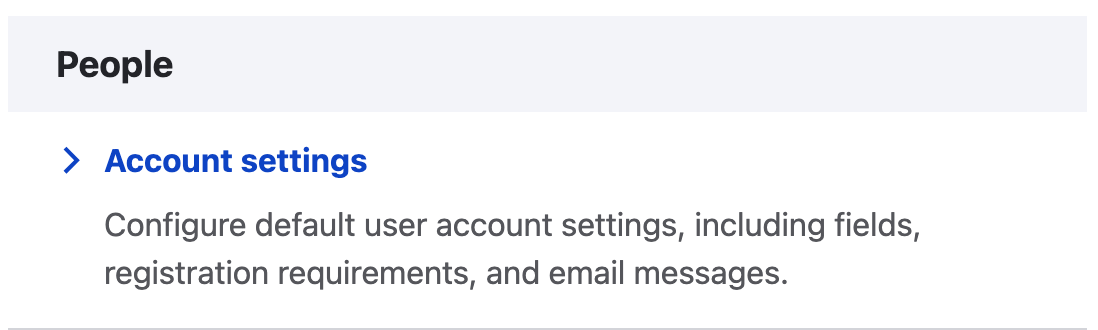 People
Account settings
Configure default user account settings, including fields,
registration requirements, and email messages.